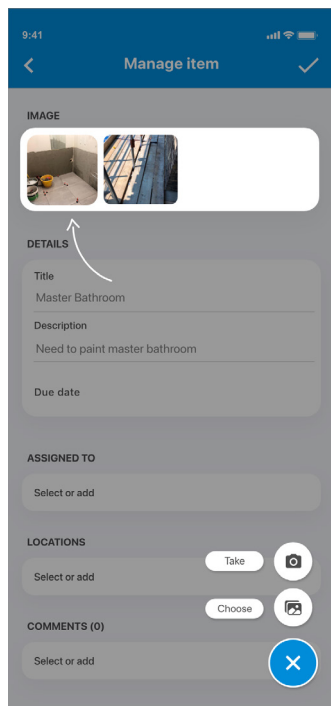 9:41
Manage item
IMAGE
DETAILS
Title
Master Bathroom
Description
Need to paint master bathroom
Due date
ASSIGNED TO
Select or add
LOCATIONS
Select or add
Take
Choose
COMMENTS (0)
Select or add